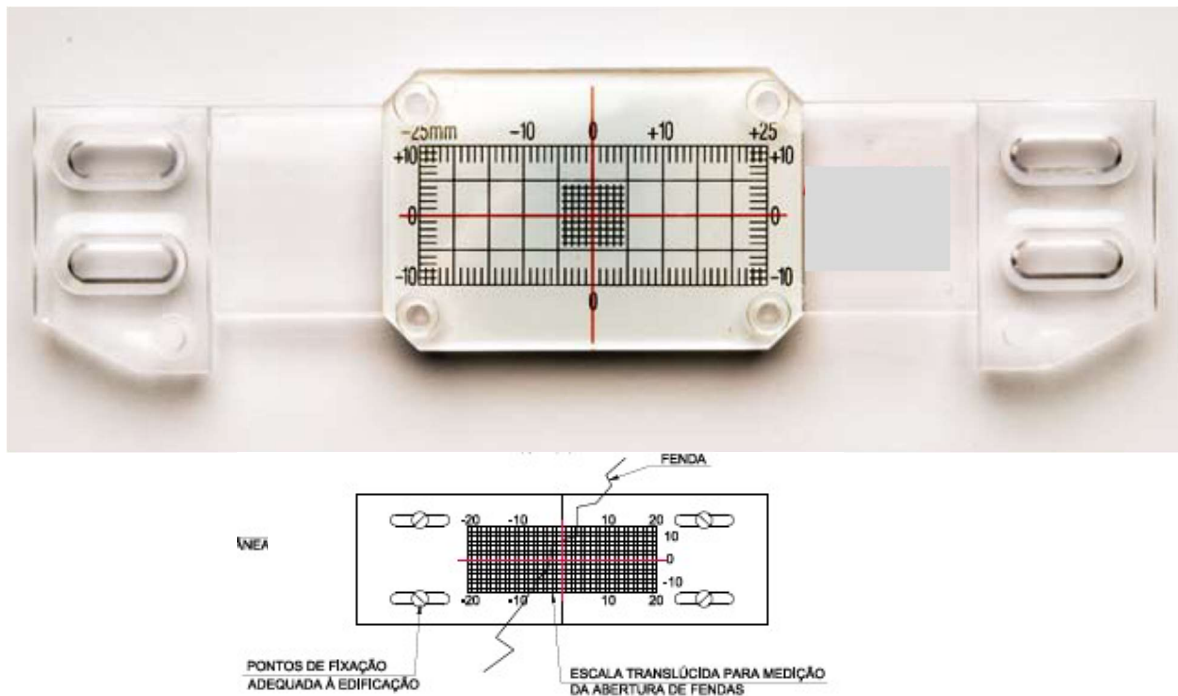 -25mm -10 0 +10 +25
+10 +10
0 0
-10 -10
0
FENDA
-20 -10 10 20
10
0
-10
-20 -10 10 20
PONTOS DE FIXAÇÃO
ADEQUADA À EDIFICAÇÃO
ESCALA TRANSLÚCIDA PARA MEDIÇÃO
DA ABERTURA DE FENDAS